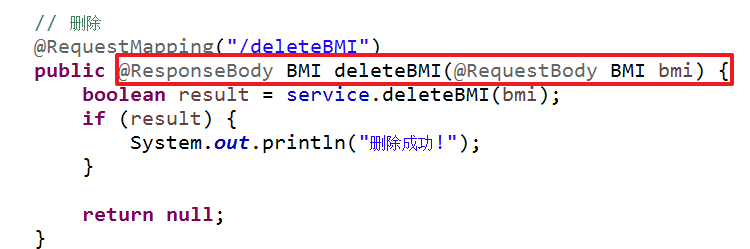 // 删除
@RequestMapping("/deleteBMI")
public @ResponseBody BMI deleteBMI(@RequestBody BMI bmi) {
boolean result = service.deleteBMI(bmi);
if (result) {
System.out.println("删除成功!");
}
return null;
}